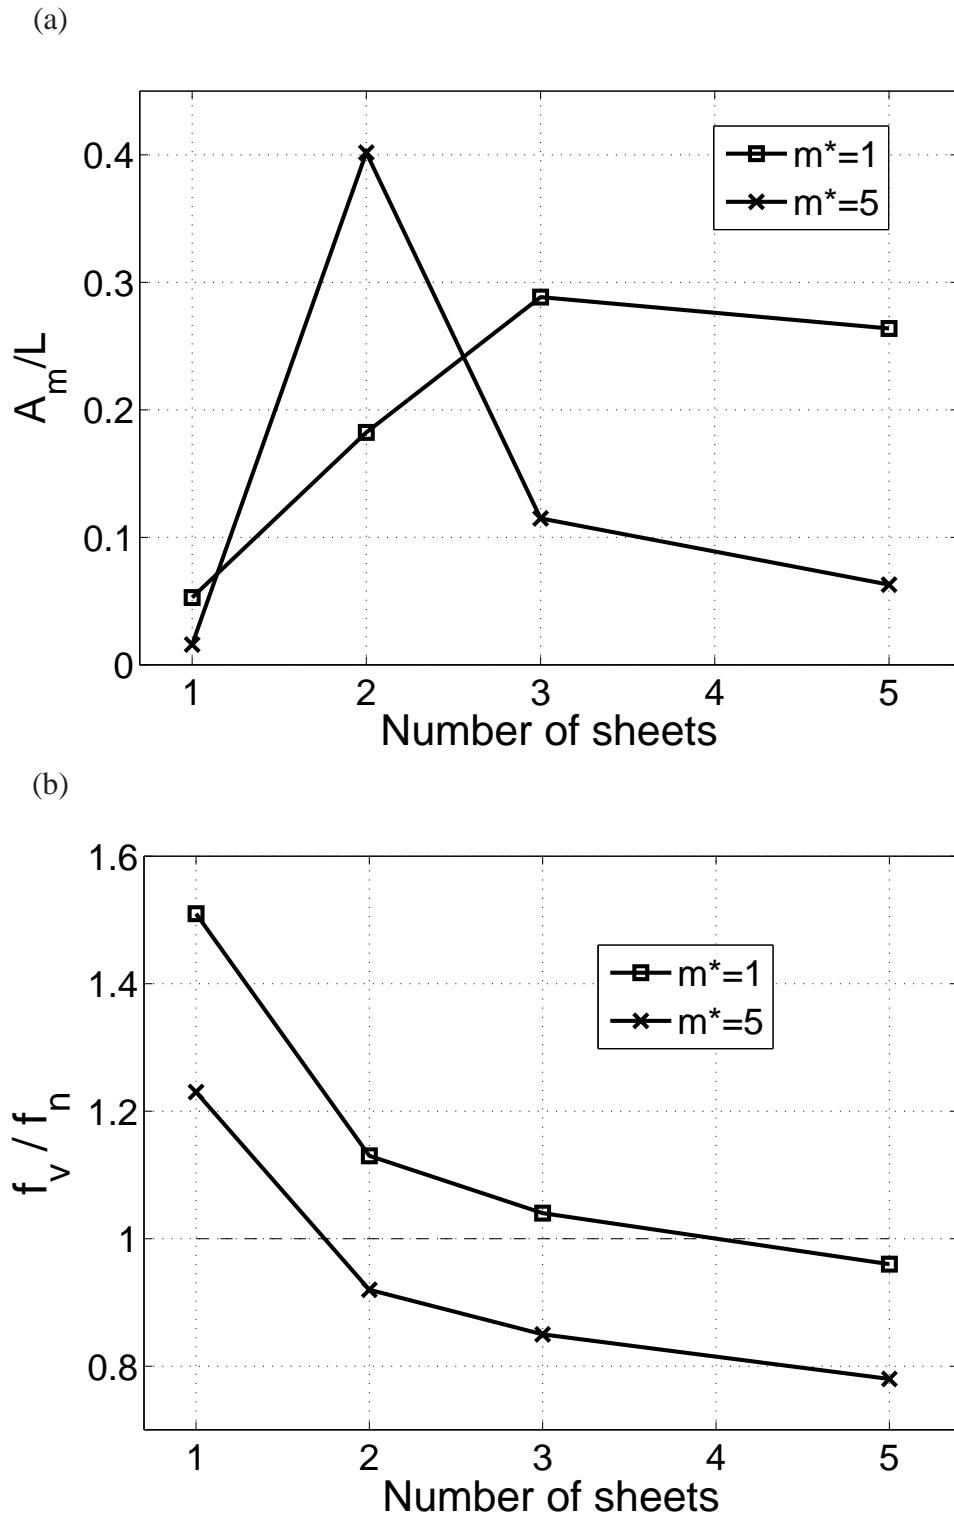 (a)
0.4
0.3
0.2
0.1
0
A_m/L
m*=1
m*=5
1 2 3 4 5
Number of sheets
(b)
1.6
1.4
1.2
1
0.8
f_v / f_n
m*=1
m*=5
1 2 3 4 5
Number of sheets